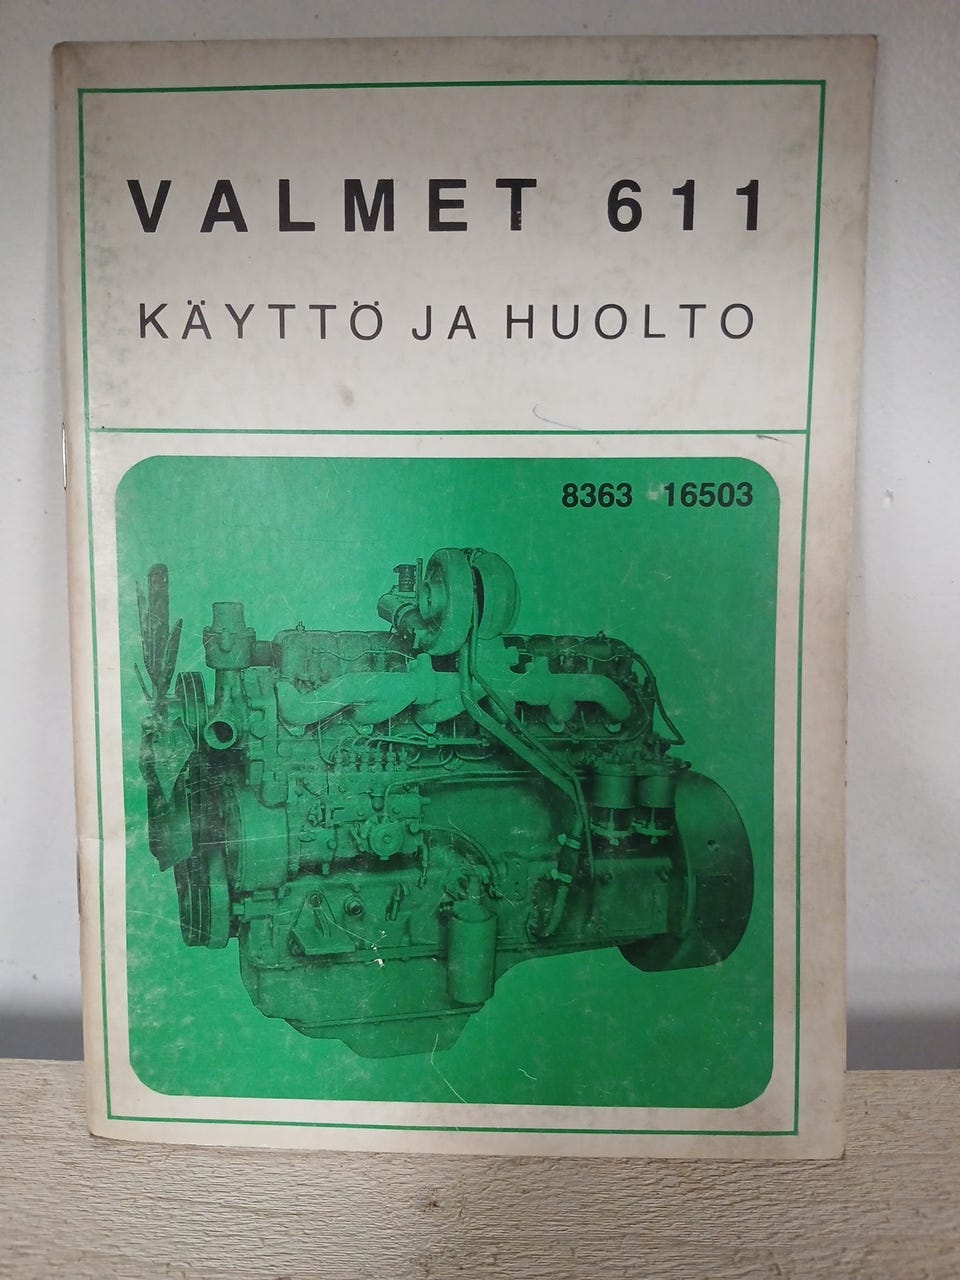 VALMET 611
KÄYTTÖ JA HUOLTO
8363 16503